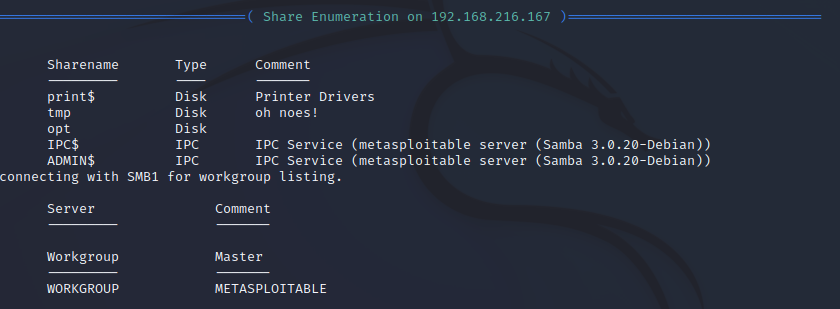 ( Share Enumeration on 192.168.216.167 )
Sharename Type Comment
print$ Disk Printer Drivers
tmp Disk oh noes!
opt Disk
IPC$ IPC IPC Service (metasploitable server (Samba 3.0.20-Debian))
ADMIN$ IPC IPC Service (metasploitable server (Samba 3.0.20-Debian))
connecting with SMB1 for workgroup listing.
Server Comment
Workgroup Master
WORKGROUP METASPLOITABLE